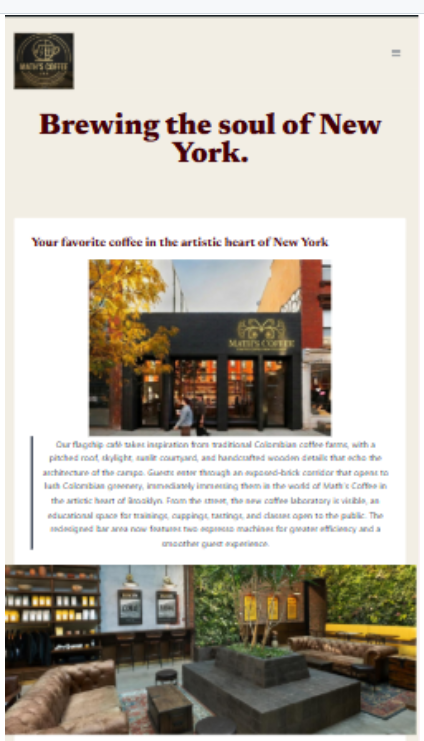 MATH'S COFFEE
Brewing the soul of New
York.
Your favorite coffee in the artistic heart of New York
MATH'S COFFEE
Our flagship café takes inspiration from traditional Colombian coffee farms, with a
pitched roof, skylight, sunlit courtyard, and handcrafted wooden details that echo the
architecture of the campo. Guests enter through an exposed-brick corridor that opens to
lush Colombian greenery, immediately immersing them in the world of Math's Coffee in
the artistic heart of Brooklyn. From the street, the new coffee laboratory is visible, an
educational space for trainings, cuppings, tastings, and classes open to the public. The
redesigned bar area now features two espresso machines for greater efficiency and a
smoother guest experience.